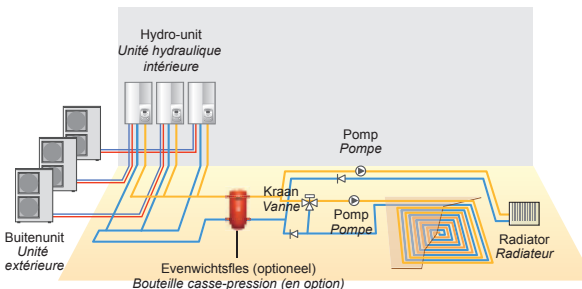 Hydro-unit
Unité hydraulique
intérieure
Pomp
Pompe
Kraan
Vanne
Pomp
Pompe
Buitenunit
Unité
extérieure
Radiator
Radiateur
Evenwichtsfles (optioneel)
Bouteille casse-pression (en option)